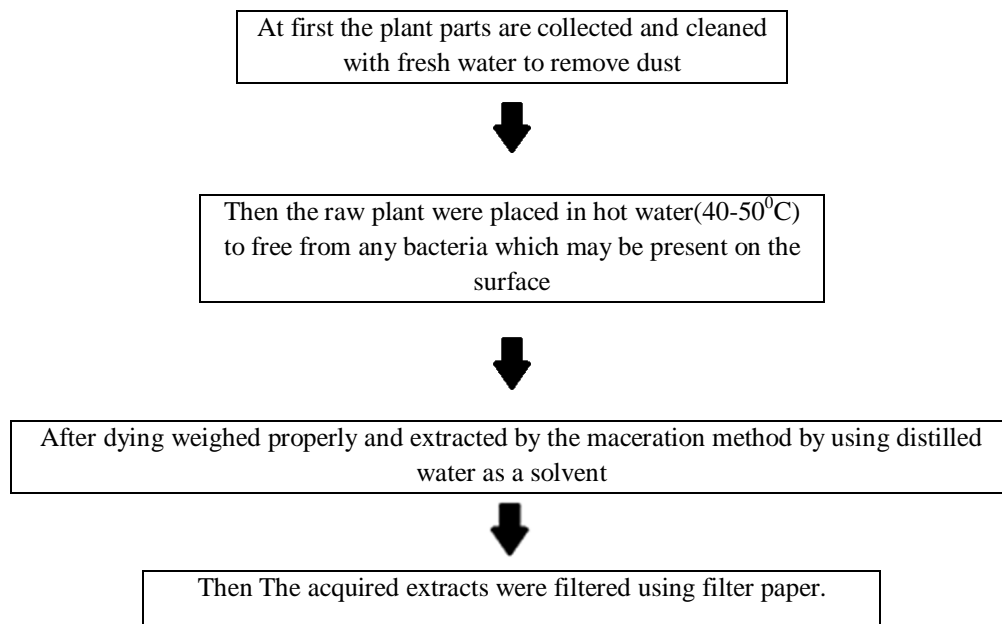 At first the plant parts are collected and cleaned
with fresh water to remove dust
Then the raw plant were placed in hot water(40-50⁰C)
to free from any bacteria which may be present on the
surface
After dying weighed properly and extracted by the maceration method by using distilled
water as a solvent
Then The acquired extracts were filtered using filter paper.